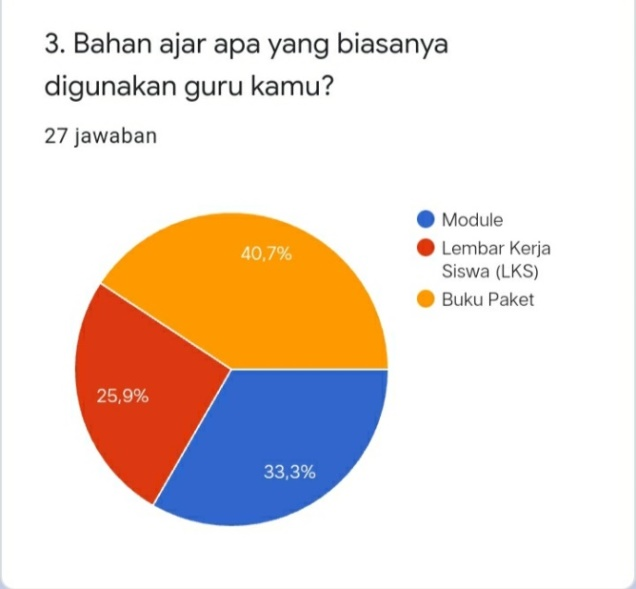 3. Bahan ajar apa yang biasanya
digunakan guru kamu?
27 jawaban
40,7%
25,9%
33,3%
Module
Lembar Kerja
Siswa (LKS)
Buku Paket